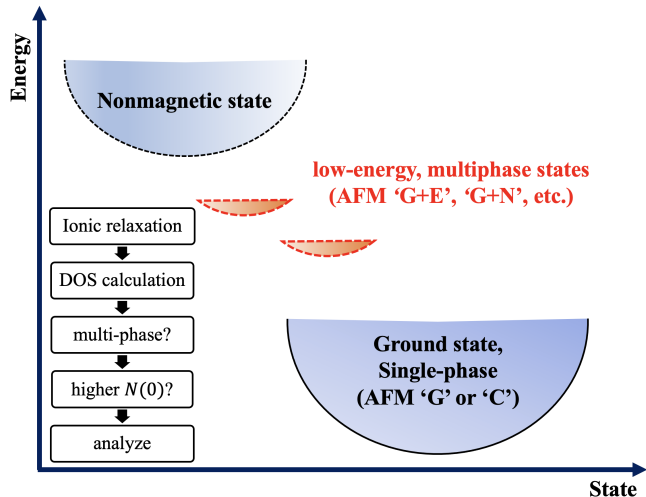 Energy
Nonmagnetic state
low-energy, multiphase states
(AFM ‘G+E’, ‘G+N’, etc.)
Ionic relaxation
DOS calculation
multi-phase?
higher N(0)?
analyze
Ground state,
Single-phase
(AFM ‘G’ or ‘C’)
State